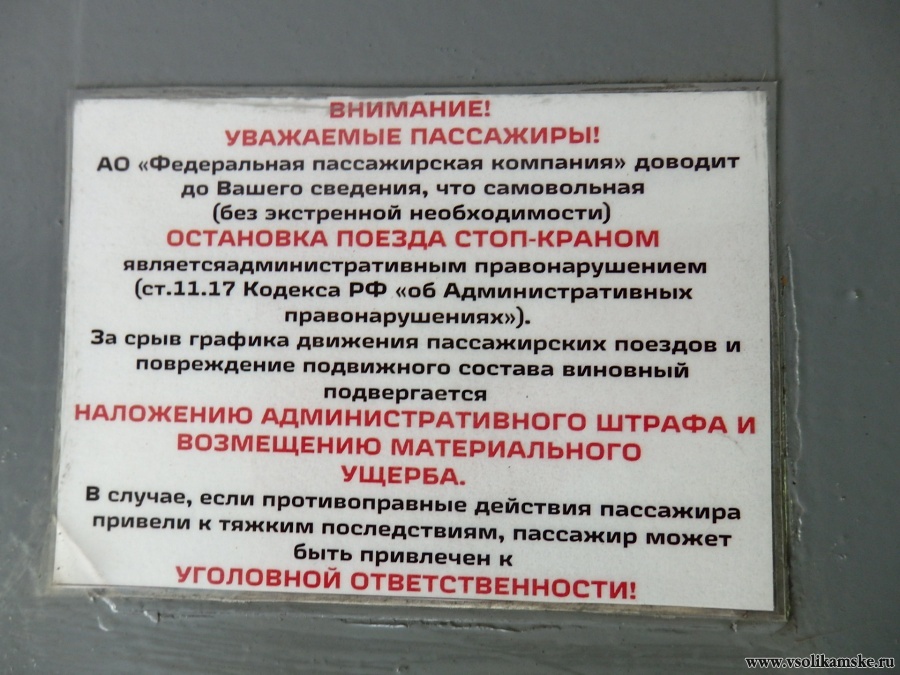 ВНИМАНИЕ!
УВАЖАЕМЫЕ ПАССАЖИРЫ!
АО «Федеральная пассажирская компания» доводит
до Вашего сведения, что самовольная
(без экстренной необходимости)
ОСТАНОВКА ПОЕЗДА СТОП-КРАНОМ
являетсяадминистративным правонарушением
(ст.11.17 Кодекса РФ «об Административных
правонарушениях»).
За срыв графика движения пассажирских поездов и
повреждение подвижного состава виновный
подвергается
НАЛОЖЕНИЮ АДМИНИСТРАТИВНОГО ШТРАФА И
ВОЗМЕЩЕНИЮ МАТЕРИАЛЬНОГО
УЩЕРБА.
В случае, если противоправные действия пассажира
привели к тяжким последствиям, пассажир может
быть привлечен к
УГОЛОВНОЙ ОТВЕТСТВЕННОСТИ!
www.vsolikamske.ru